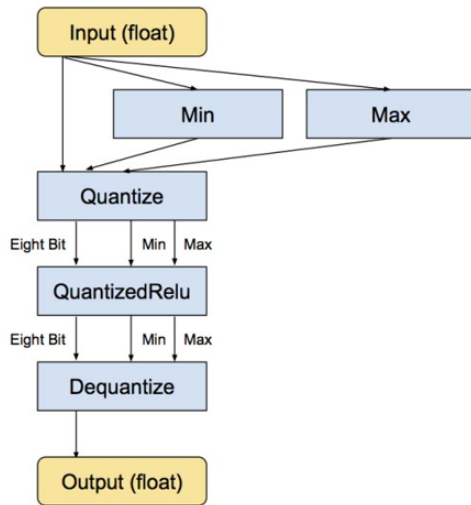 Input (float)
Min
Max
Quantize
Eight Bit
Min
Max
QuantizedRelu
Eight Bit
Min
Max
Dequantize
Output (float)